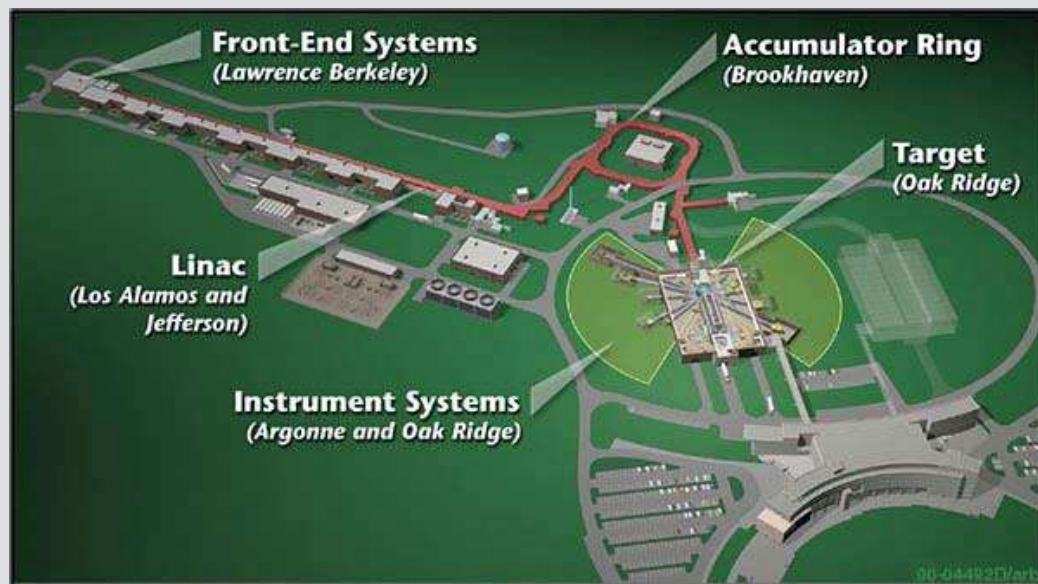 Front-End Systems
(Lawrence Berkeley)
Accumulator Ring
(Brookhaven)
Target
(Oak Ridge)
Linac
(Los Alamos and
Jefferson)
Instrument Systems
(Argonne and Oak Ridge)